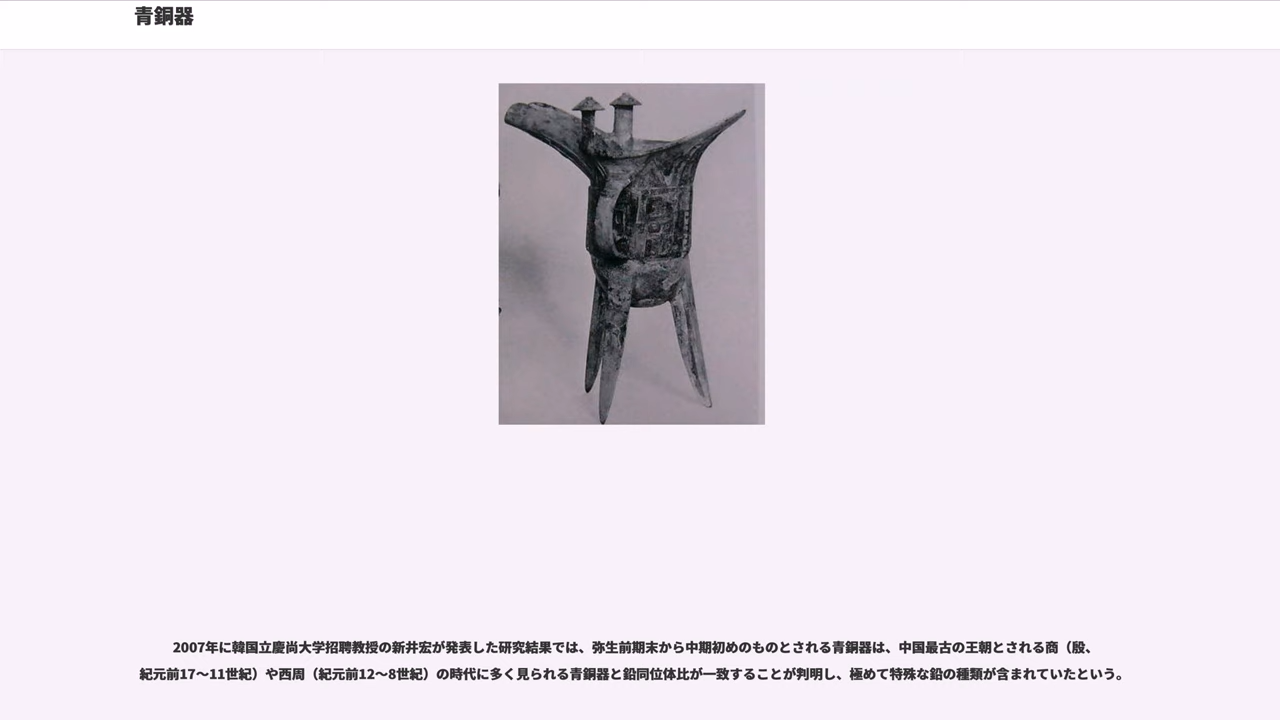 青銅器
2007年に韓国立慶尚大学招聘教授の新井宏が発表した研究結果では、弥生前期末から中期初めのものとされる青銅器は、中国最古の王朝とされる商（殷、
紀元前17〜11世紀）や西周（紀元前12〜8世紀）の時代に多く見られる青銅器と鉛同位体比が一致することが判明し、極めて特殊な鉛の種類が含まれていたという。